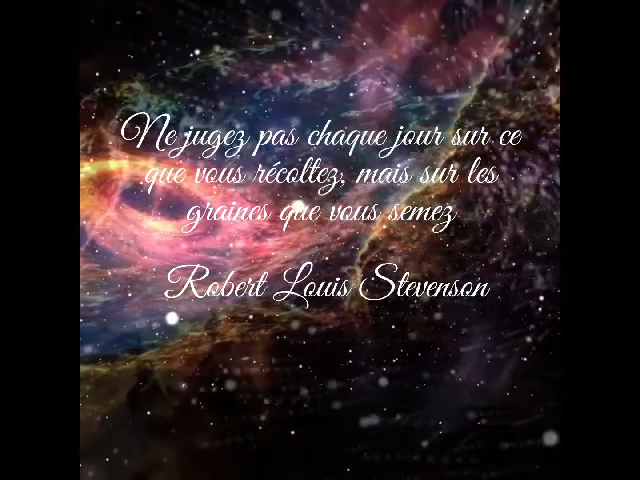 Ne jugez pas chaque jour sur ce
que vous récoltez, mais sur les
graines que vous semez
Robert Louis Stevenson